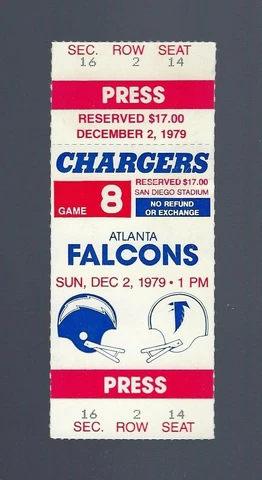 SEC. ROW SEAT
16 2 14
PRESS
RESERVED $17.00
DECEMBER 2, 1979
CHARGERS
GAME 8
RESERVED $17.00
SAN DIEGO STADIUM
NO REFUND
OR EXCHANGE
ATLANTA
FALCONS
SUN, DEC 2, 1979 • 1 PM
PRESS
16 2 14
SEC. ROW SEAT